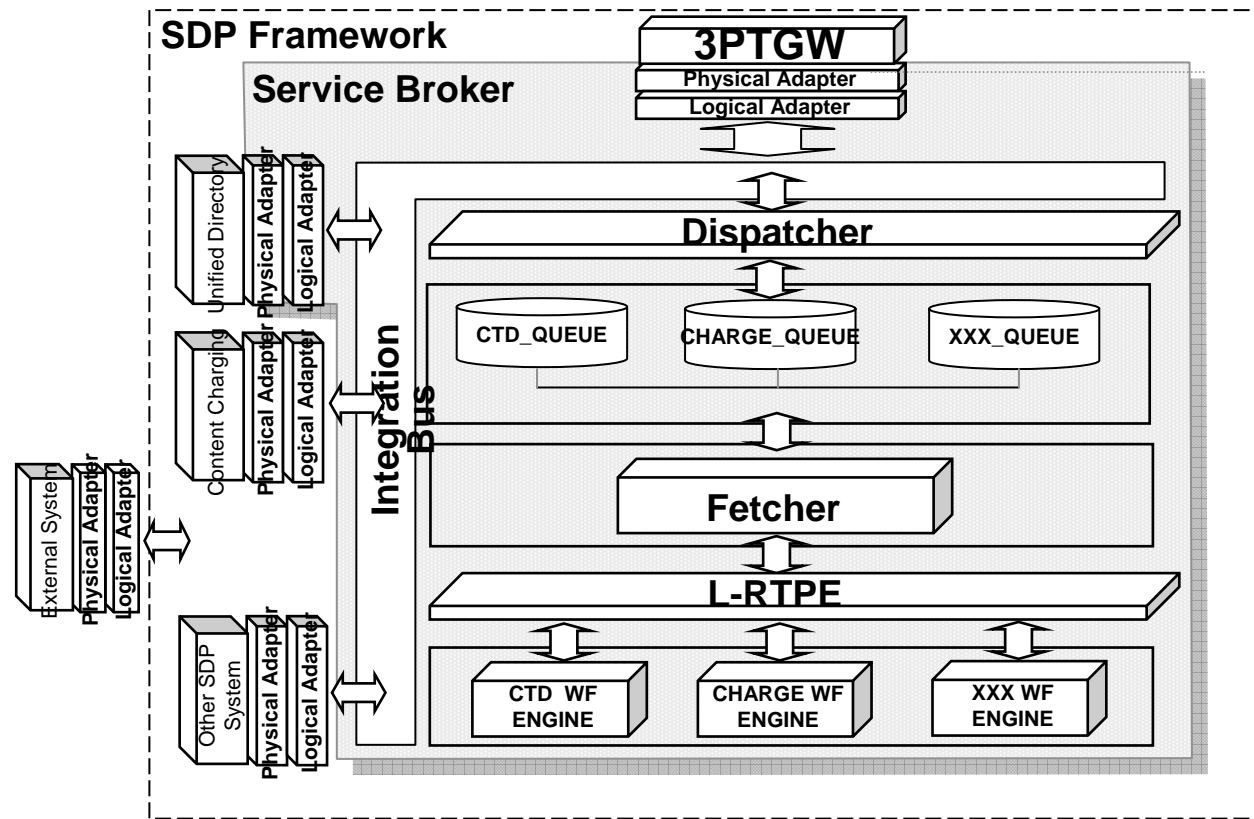 SDP Framework
3PTGW
Physical Adapter
Logical Adapter
Service Broker
Unified Directory
Physical Adapter
Logical Adapter
Dispatcher
CTD_QUEUE
CHARGE_QUEUE
XXX_QUEUE
Content Charging
Physical Adapter
Logical Adapter
Integration
Bus
External System
Physical Adapter
Logical Adapter
Fetcher
L-RTPE
Other SDP
System
Physical Adapter
Logical Adapter
CTD WF
ENGINE
CHARGE WF
ENGINE
XXX WF
ENGINE